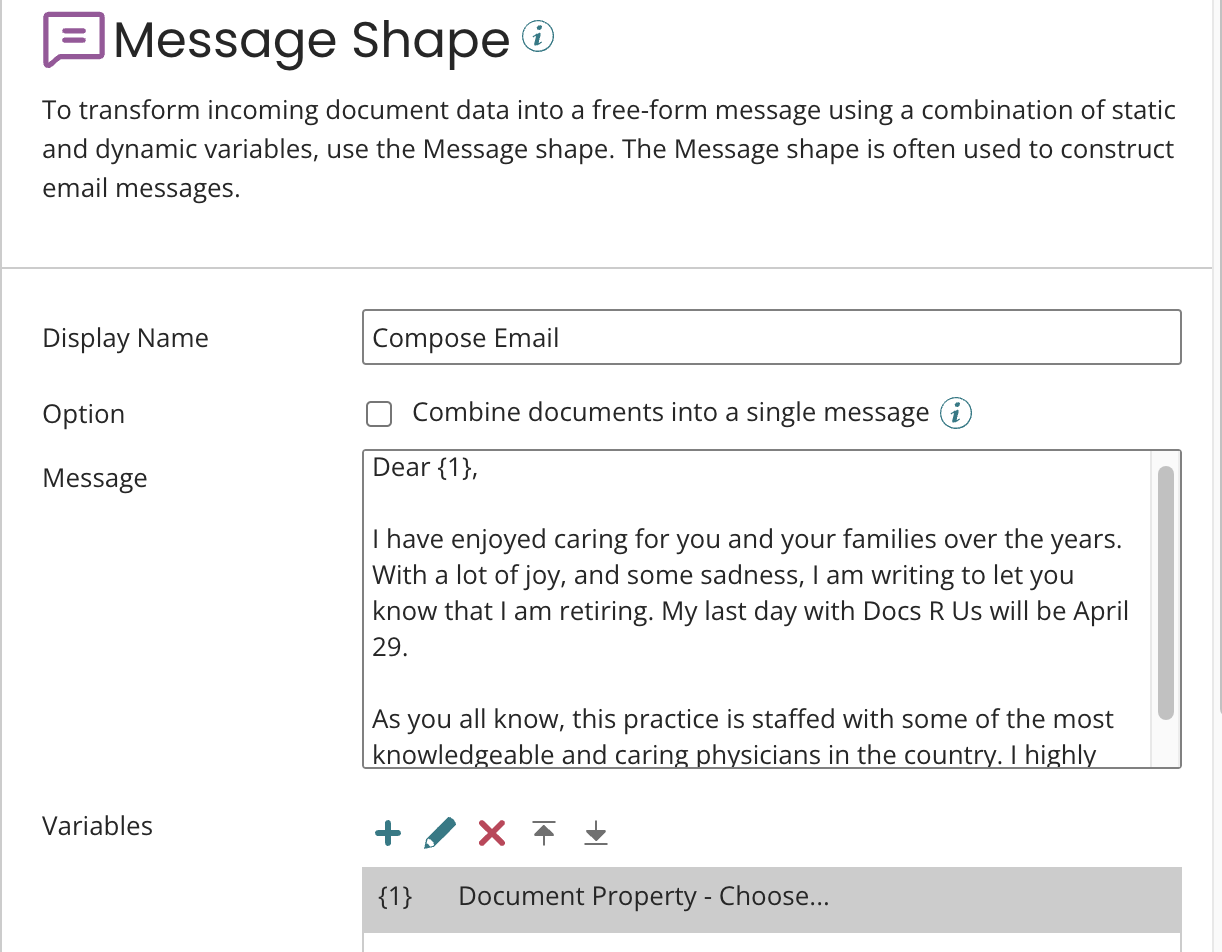 Message Shape i
To transform incoming document data into a free-form message using a combination of static
and dynamic variables, use the Message shape. The Message shape is often used to construct
email messages.
Display Name
Compose Email
Option
Combine documents into a single message i
Message
Dear {1},
I have enjoyed caring for you and your families over the years.
With a lot of joy, and some sadness, I am writing to let you
know that I am retiring. My last day with Docs R Us will be April
29.
As you all know, this practice is staffed with some of the most
knowledgeable and caring physicians in the country. I highly
Variables
{1} Document Property - Choose...